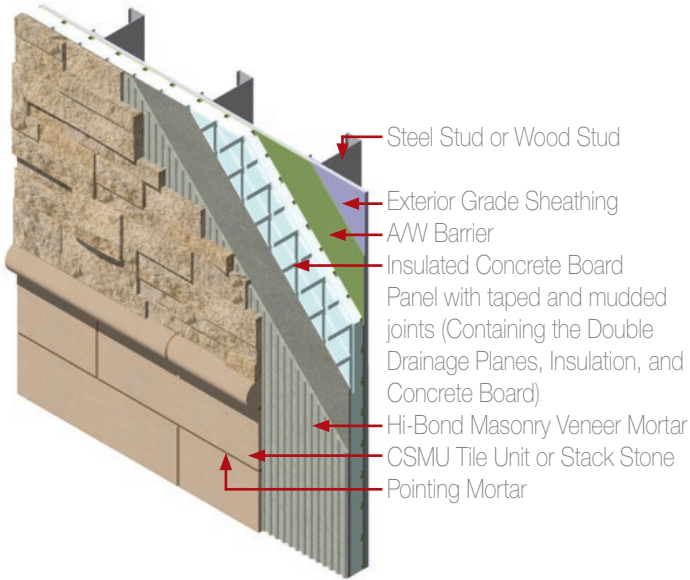 Steel Stud or Wood Stud
Exterior Grade Sheathing
A/W Barrier
Insulated Concrete Board
Panel with taped and mudded
joints (Containing the Double
Drainage Planes, Insulation, and
Concrete Board)
Hi-Bond Masonry Veneer Mortar
CSMU Tile Unit or Stack Stone
Pointing Mortar